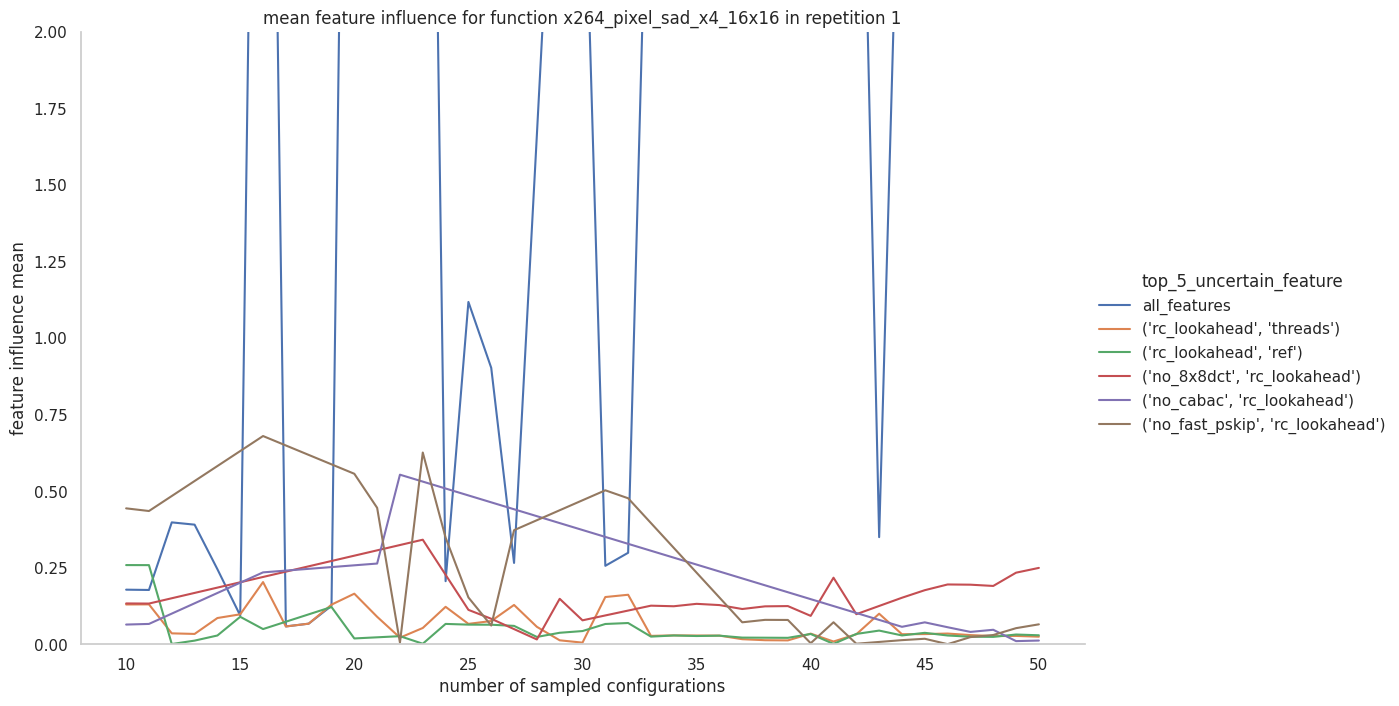 mean feature influence for function x264_pixel_sad_x4_16x16 in repetition 1
feature influence mean
2.00
1.75
1.50
1.25
1.00
0.75
0.50
0.25
0.00
10 15 20 25 30 35 40 45 50
number of sampled configurations
top_5_uncertain_feature
all_features
('rc_lookahead', 'threads')
('rc_lookahead', 'ref')
('no_8x8dct', 'rc_lookahead')
('no_cabac', 'rc_lookahead')
('no_fast_pskip', 'rc_lookahead')